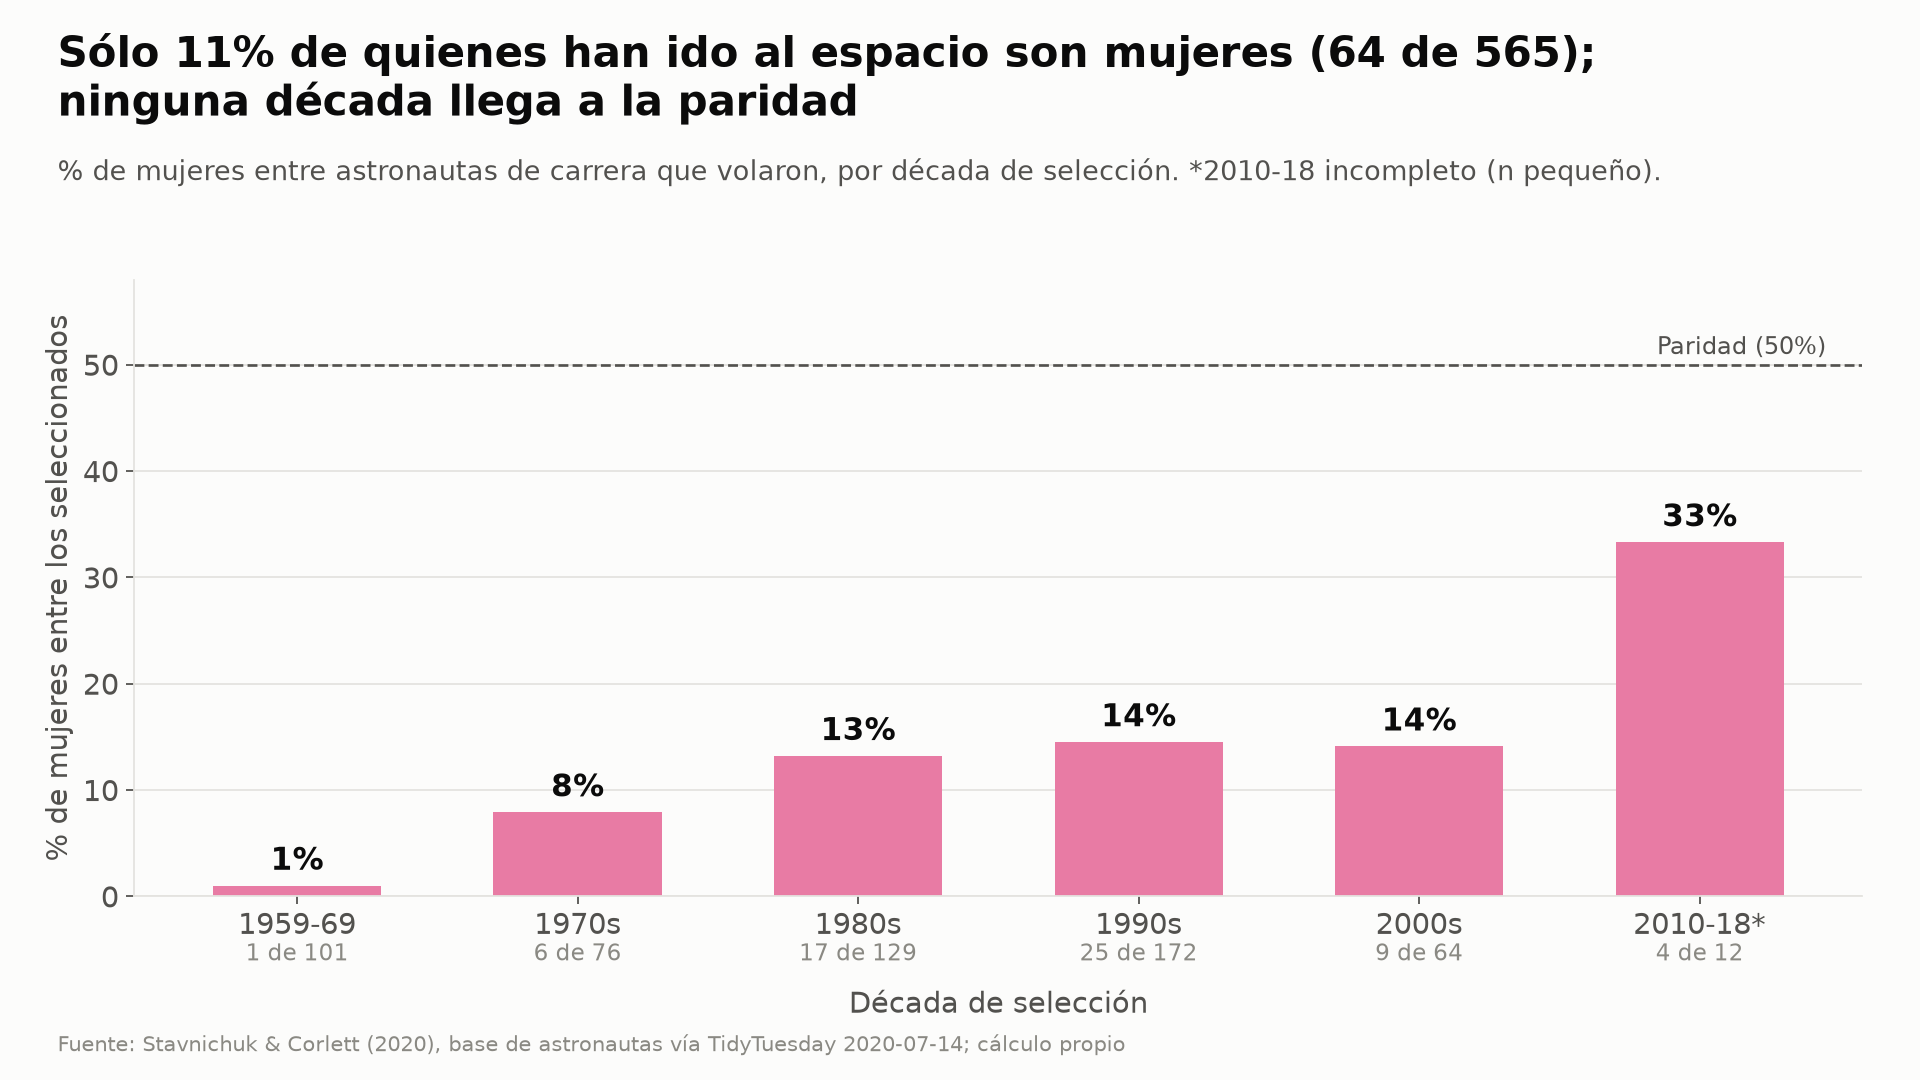 Sólo 11% de quienes han ido al espacio son mujeres (64 de 565);
ninguna década llega a la paridad
% de mujeres entre astronautas de carrera que volaron, por década de selección. *2010-18 incompleto (n pequeño).
% de mujeres entre los seleccionados
50
40
30
20
10
0
Paridad (50%)
1%
8%
13%
14%
14%
33%
1959-69
1 de 101
1970s
6 de 76
1980s
17 de 129
1990s
25 de 172
2000s
9 de 64
2010-18*
4 de 12
Década de selección
Fuente: Stavnichuk & Corlett (2020), base de astronautas vía TidyTuesday 2020-07-14; cálculo propio